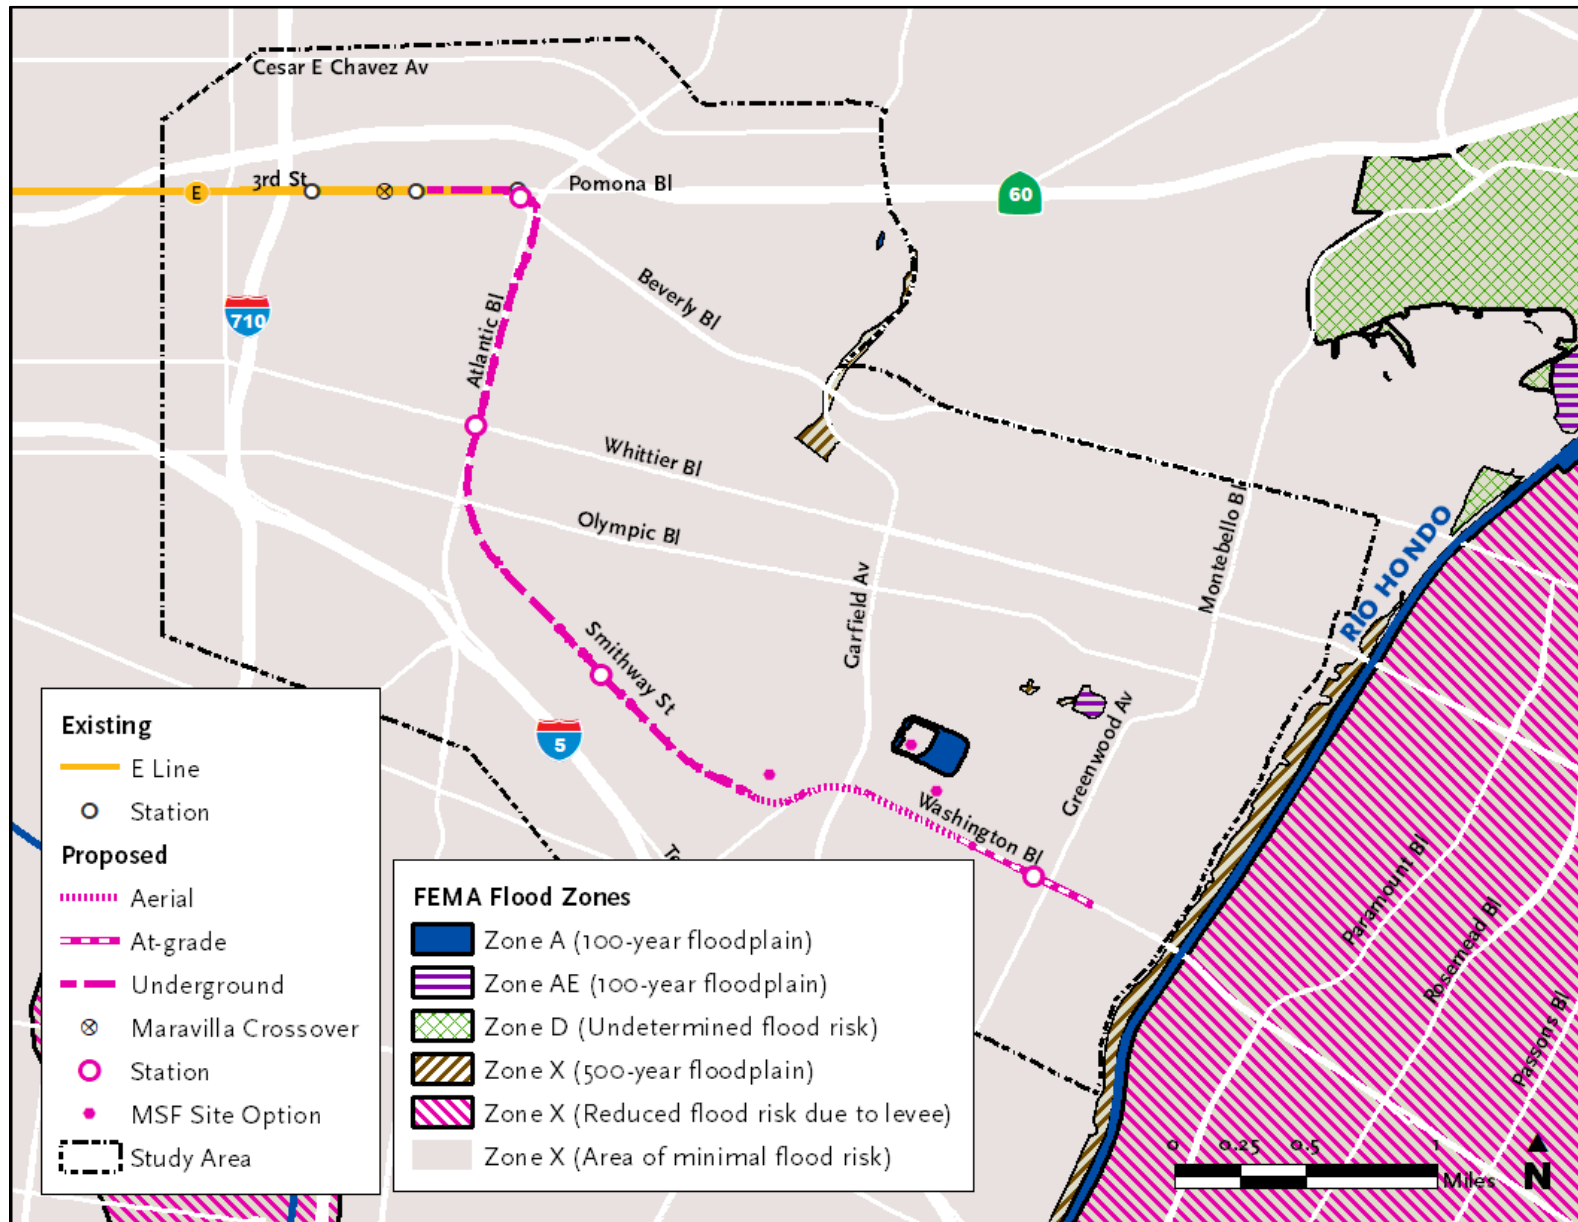 Cesar E Chavez Av
3rd St
E
Pomona Bl
60
710
Atlantic Bl
Beverly Bl
Whittier Bl
Olympic Bl
Montebello Bl
RIO HONDO
Garfield Av
Smithway St
5
Greenwood Av
Washington Bl
Te
Paramount Bl
Rosemead Bl
Passons Bl
Existing
E Line
Station
Proposed
Aerial
At-grade
Underground
Maravilla Crossover
Station
MSF Site Option
Study Area
FEMA Flood Zones
Zone A (100-year floodplain)
Zone AE (100-year floodplain)
Zone D (Undetermined flood risk)
Zone X (500-year floodplain)
Zone X (Reduced flood risk due to levee)
Zone X (Area of minimal flood risk)
0 0.25 0.5 1
Miles
N